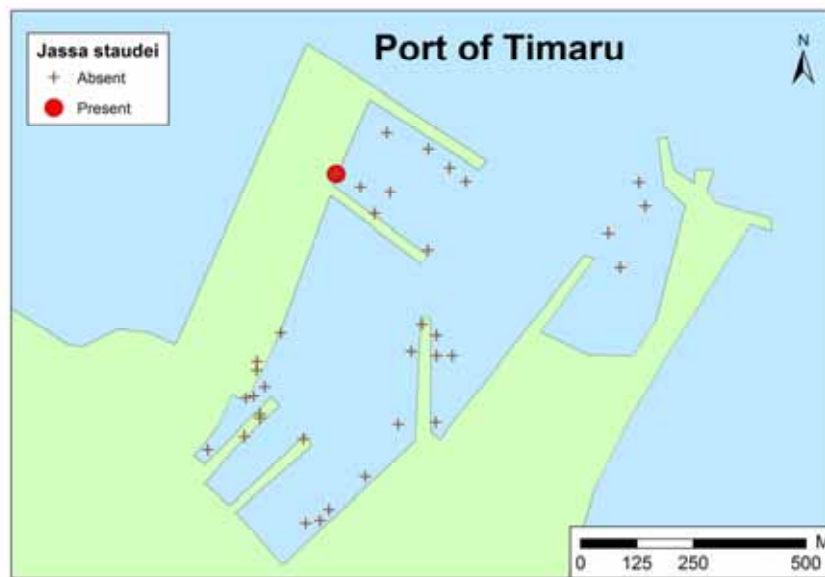 Port of Timaru
Jassa staudei
Absent
Present
N
M
0 125 250 500